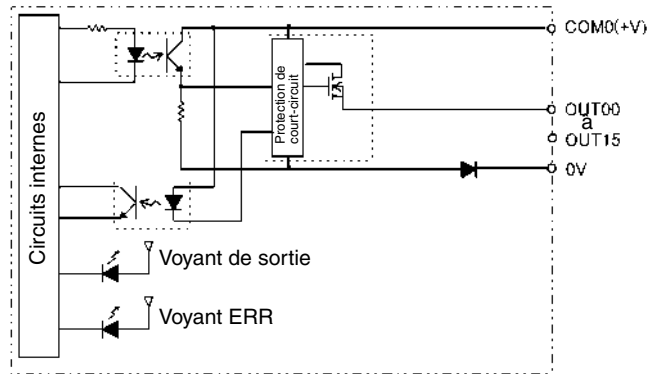 COM0(+V)
Protection de
court-circuit
OUT00
à
OUT15
0V
Circuits internes
Voyant de sortie
Voyant ERR